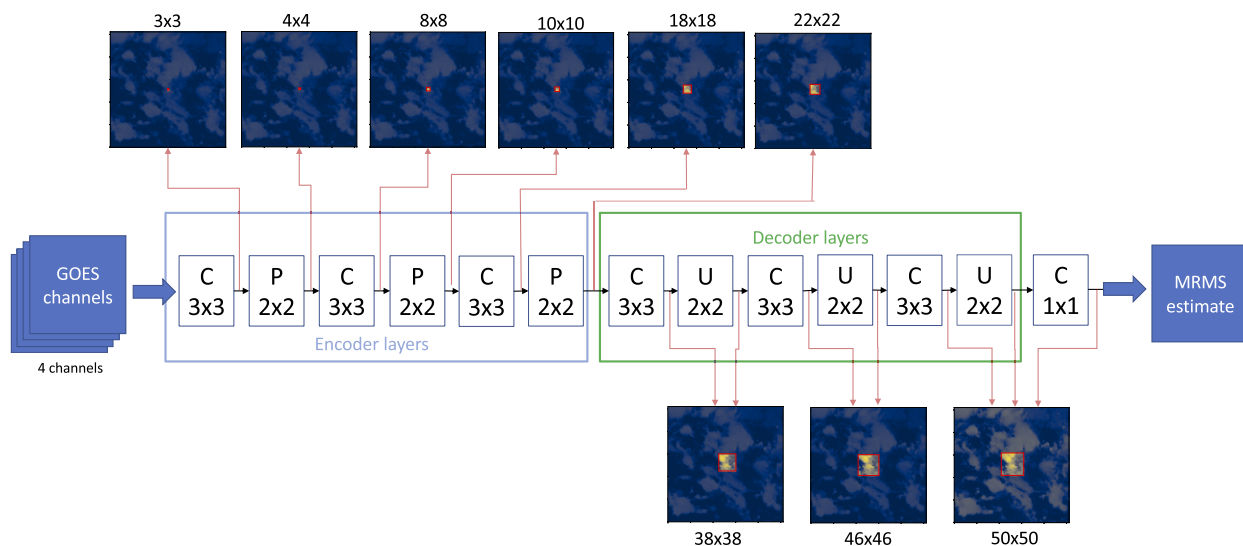 3x3
4x4
8x8
10x10
18x18
22x22
GOES
channels
4 channels
Encoder layers
C
3x3
P
2x2
C
3x3
P
2x2
C
3x3
P
2x2
Decoder layers
C
3x3
U
2x2
C
3x3
U
2x2
C
3x3
U
2x2
C
1x1
MRMS
estimate
38x38
46x46
50x50